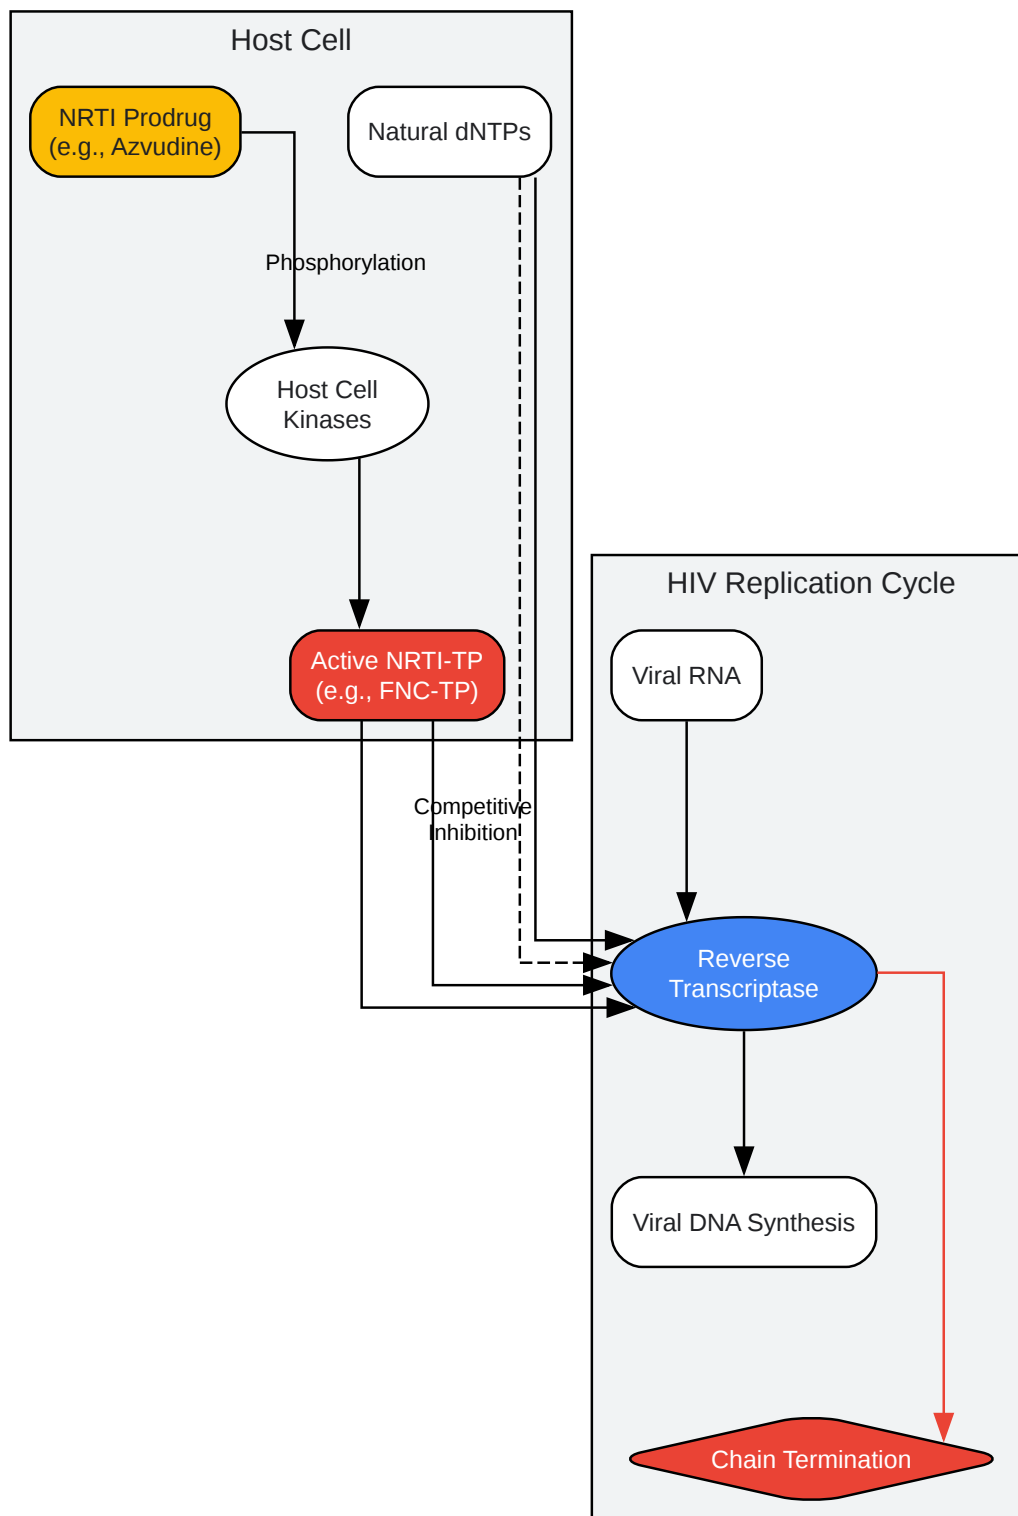 Host Cell
NRTI Prodrug
(e.g., Azvudine)
Natural dNTPs
Phosphorylation
Host Cell
Kinases
Active NRTI-TP
(e.g., FNC-TP)
HIV Replication Cycle
Viral RNA
Competitive
Inhibition
Reverse
Transcriptase
Viral DNA Synthesis
Chain Termination